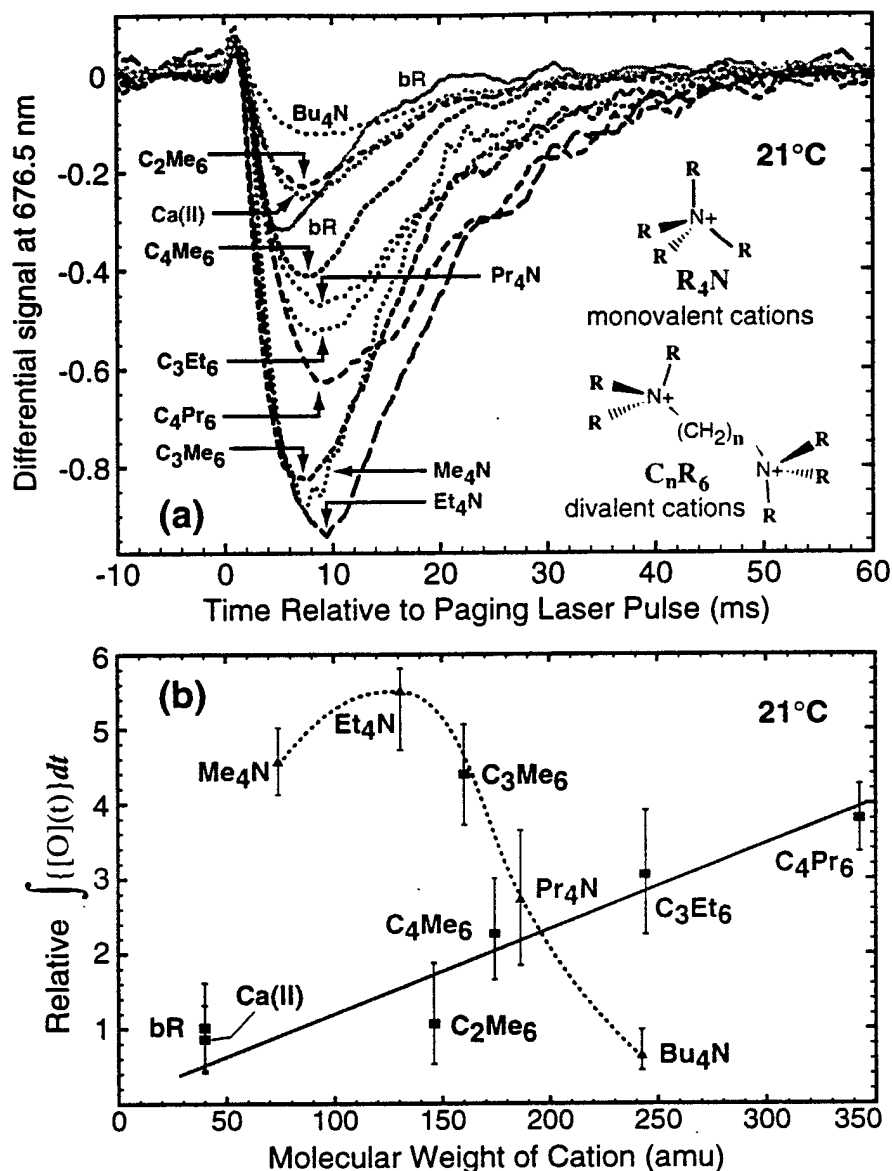 (a)
0
-0.2
-0.4
-0.6
-0.8
Differential signal at 676.5 nm
bR
Bu4N
C2Me6
Ca(II)
bR
C4Me6
Pr4N
C3Et6
C4Pr6
C3Me6
Me4N
Et4N
21°C
R
R
N+
R
R
R4N
monovalent cations
R
R
N+
R
(CH2)n
N+
R
R
R
CnR6
divalent cations
-10 0 10 20 30 40 50 60
Time Relative to Paging Laser Pulse (ms)
(b)
6
5
4
3
2
1
Relative ∫{[O](t)}dt
21°C
Et4N
Me4N
C3Me6
C4Me6
Pr4N
C3Et6
C4Pr6
Ca(II)
bR
C2Me6
Bu4N
0 50 100 150 200 250 300 350
Molecular Weight of Cation (amu)